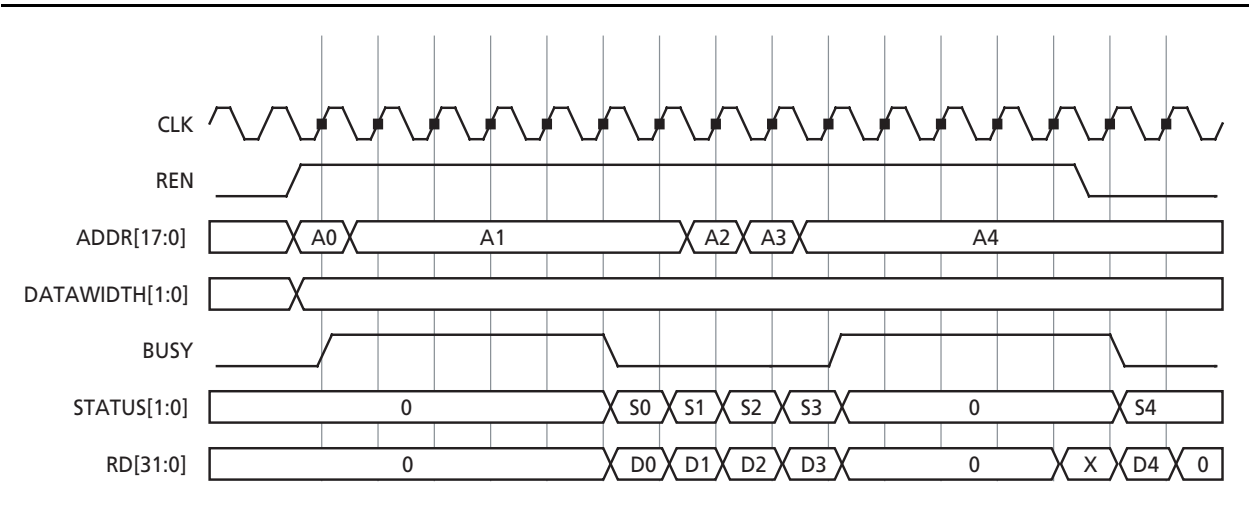 CLK
REN
ADDR[17:0] A0 A1 A2 A3 A4
DATAWIDTH[1:0]
BUSY
STATUS[1:0] 0 S0 S1 S2 S3 0 S4
RD[31:0] 0 D0 D1 D2 D3 0 X D4 0